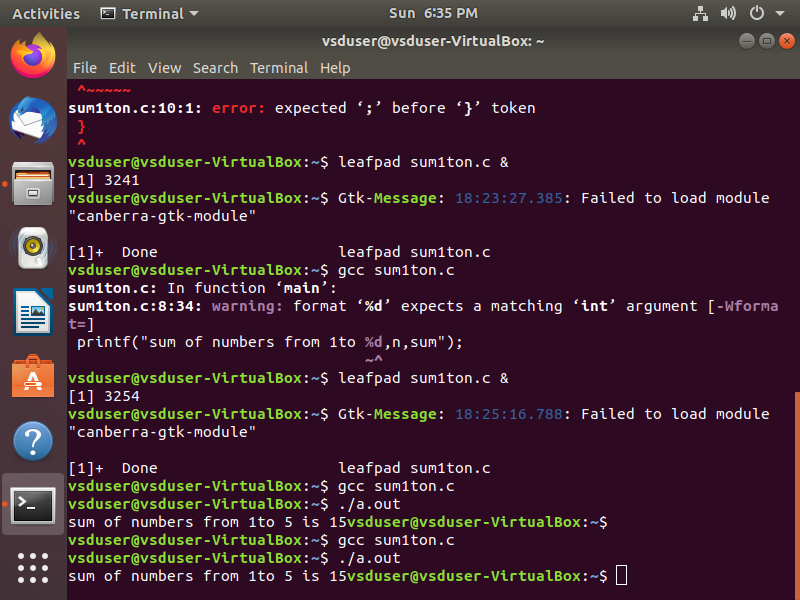 Activities Terminal Sun 6:35 PM
vsduser@vsduser-VirtualBox: ~
File Edit View Search Terminal Help
^~~~~~
sum1ton.c:10:1: error: expected ‘;’ before ‘}’ token
}
^
vsduser@vsduser-VirtualBox:~$ leafpad sum1ton.c &
[1] 3241
vsduser@vsduser-VirtualBox:~$ Gtk-Message: 18:23:27.385: Failed to load module
"canberra-gtk-module"
[1]+ Done leafpad sum1ton.c
vsduser@vsduser-VirtualBox:~$ gcc sum1ton.c
sum1ton.c: In function ‘main’:
sum1ton.c:8:34: warning: format ‘%d’ expects a matching ‘int’ argument [-Wforma
t=]
printf("sum of numbers from 1to %d,n,sum");
~^
vsduser@vsduser-VirtualBox:~$ leafpad sum1ton.c &
[1] 3254
vsduser@vsduser-VirtualBox:~$ Gtk-Message: 18:25:16.788: Failed to load module
"canberra-gtk-module"
[1]+ Done leafpad sum1ton.c
vsduser@vsduser-VirtualBox:~$ gcc sum1ton.c
vsduser@vsduser-VirtualBox:~$ ./a.out
sum of numbers from 1to 5 is 15vsduser@vsduser-VirtualBox:~$
vsduser@vsduser-VirtualBox:~$ gcc sum1ton.c
vsduser@vsduser-VirtualBox:~$ ./a.out
sum of numbers from 1to 5 is 15vsduser@vsduser-VirtualBox:~$